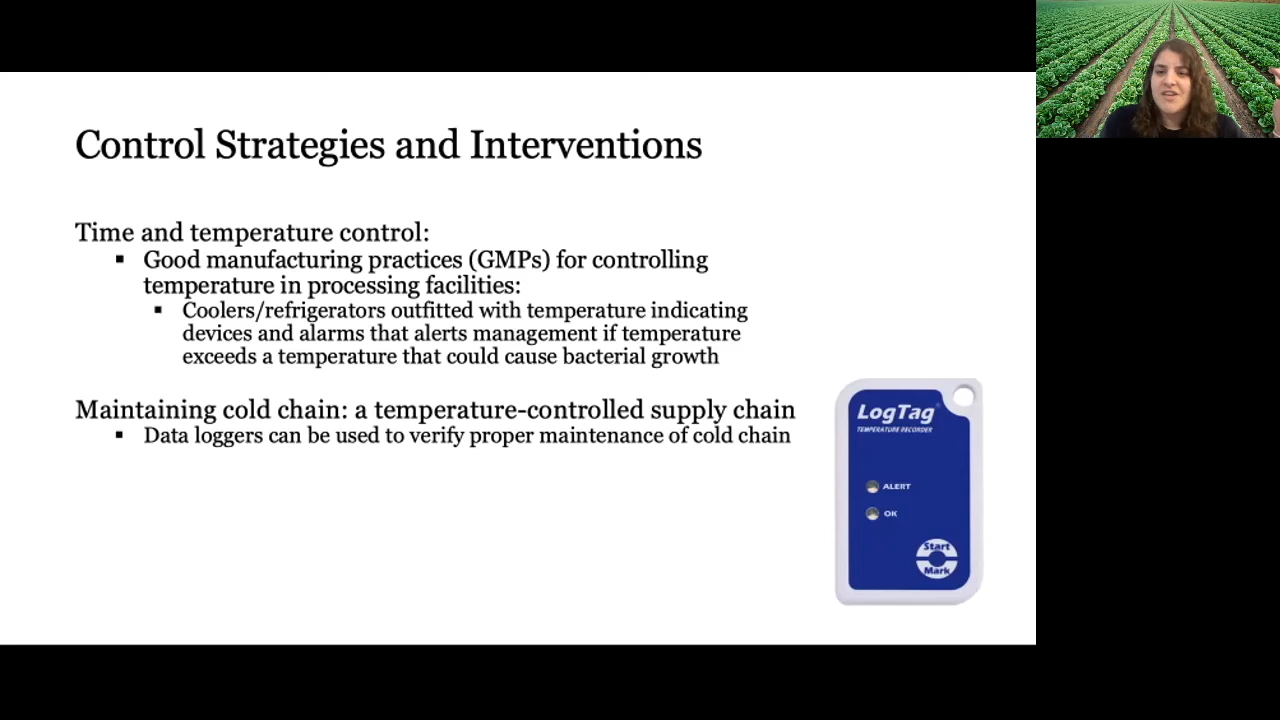 Control Strategies and Interventions
Time and temperature control:
▪ Good manufacturing practices (GMPs) for controlling
temperature in processing facilities:
▪ Coolers/refrigerators outfitted with temperature indicating
devices and alarms that alerts management if temperature
exceeds a temperature that could cause bacterial growth
Maintaining cold chain: a temperature-controlled supply chain
▪ Data loggers can be used to verify proper maintenance of cold chain
LogTag
TEMPERATURE RECORDER
ALERT
OK
Start
Mark